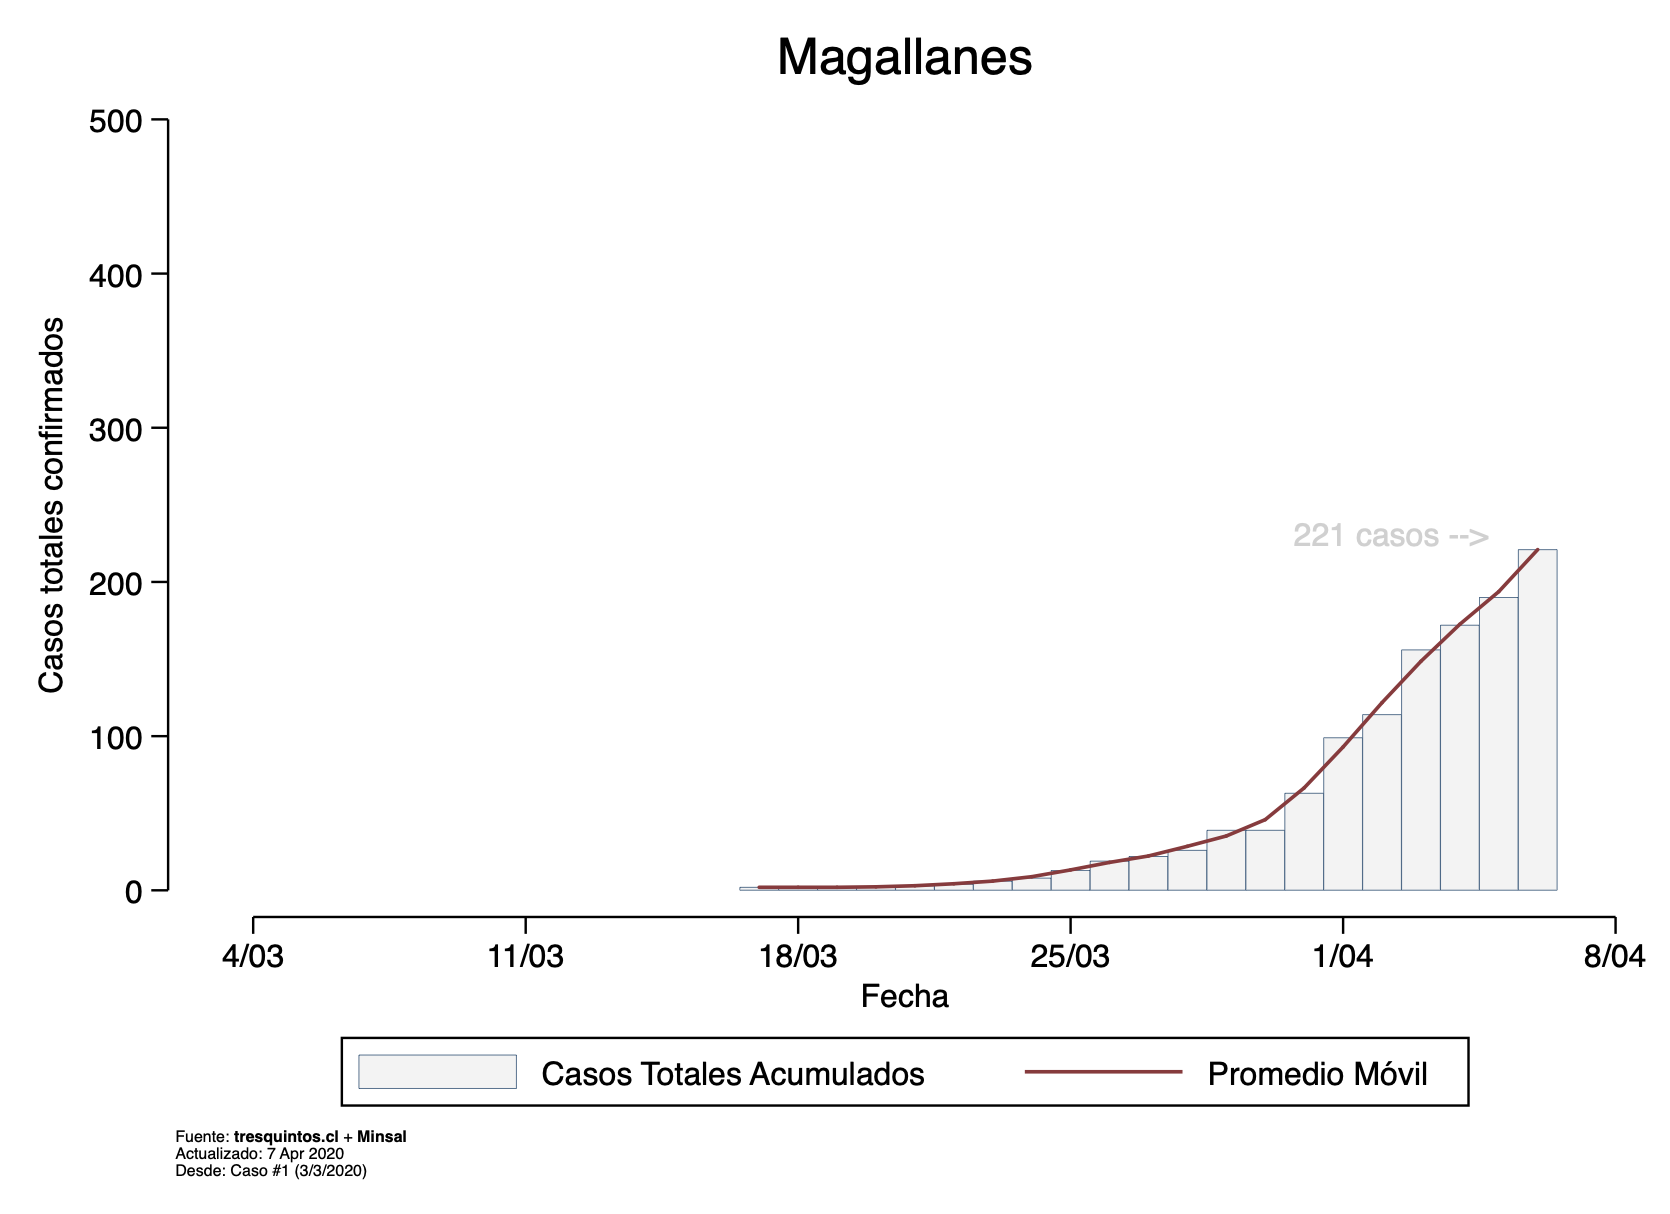 Magallanes
500
400
300
200
100
0
Casos totales confirmados
221 casos -->
4/03 11/03 18/03 25/03 1/04 8/04
Fecha
Casos Totales Acumulados Promedio Móvil
Fuente: tresquintos.cl + Minsal
Actualizado: 7 Apr 2020
Desde: Caso #1 (3/3/2020)